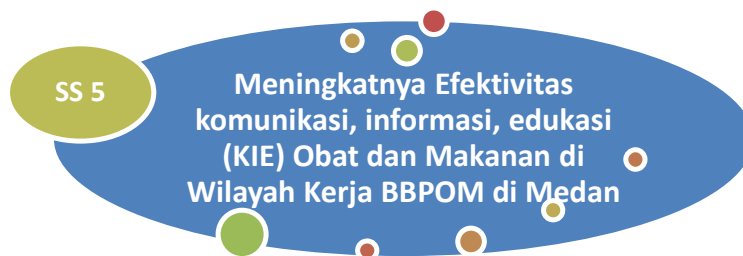 SS 5
Meningkatnya Efektivitas
komunikasi, informasi, edukasi
(KIE) Obat dan Makanan di
Wilayah Kerja BBPOM di Medan